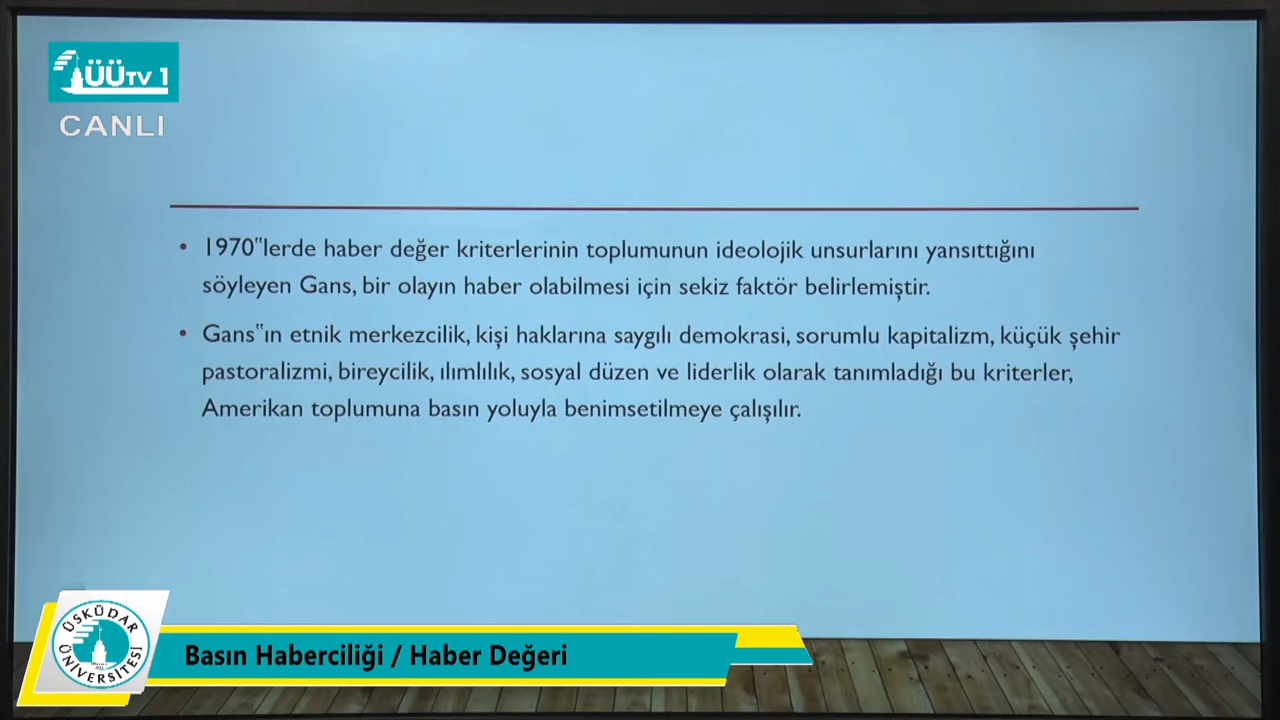 ÜÜTV 1
CANLI
• 1970‟lerde haber değer kriterlerinin toplumunun ideolojik unsurlarını yansıttığını
söyleyen Gans, bir olayın haber olabilmesi için sekiz faktör belirlemiştir.
• Gans‟ın etnik merkezcilik, kişi haklarına saygılı demokrasi, sorumlu kapitalizm, küçük şehir
pastoralizmi, bireycilik, ılımlılık, sosyal düzen ve liderlik olarak tanımladığı bu kriterler,
Amerikan toplumuna basın yoluyla benimsetilmeye çalışılır.
ÜSKÜDAR
ÜNİVERSİTESİ
Basın Haberciliği / Haber Değeri